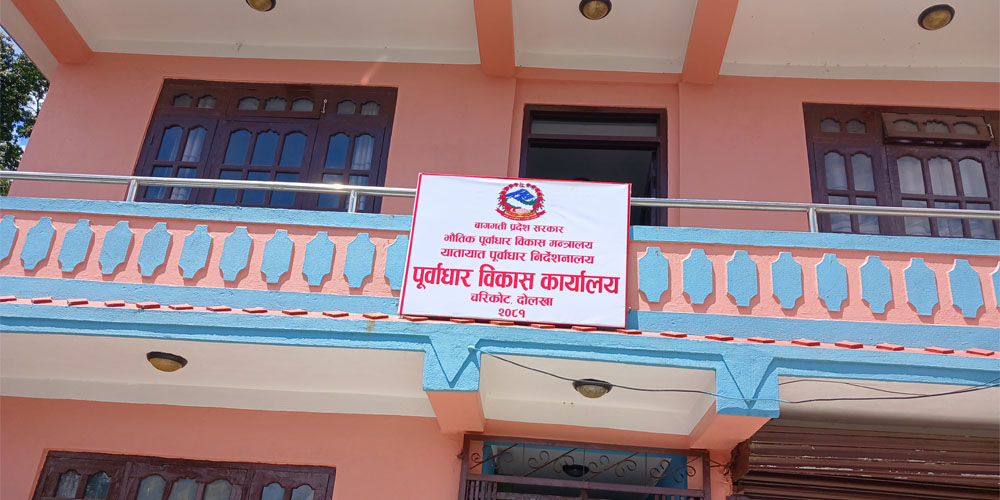 बागमती प्रदेश सरकार
भौतिक पूर्वाधार विकास मन्त्रालय
यातायात पूर्वाधार निर्देशनालय
पूर्वाधार विकास कार्यालय
चरिकोट, दोलखा
२०८१